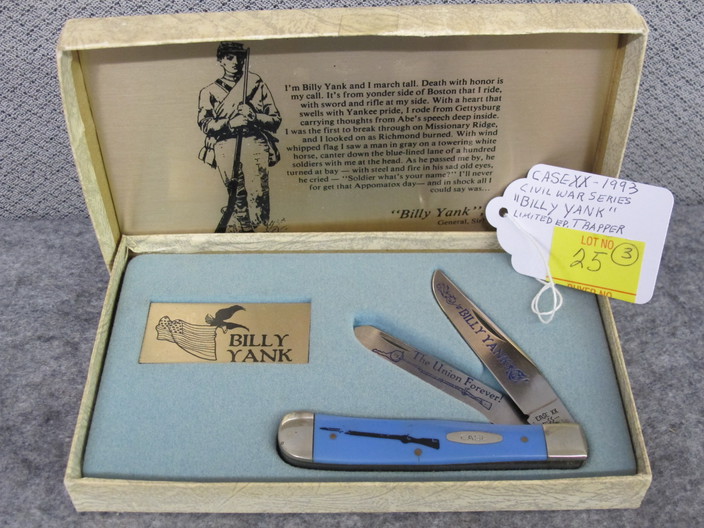 I'm Billy Yank and I march tall. Death with honor is
my call. It's from yonder side of Boston that I ride,
with sword and rifle at my side. With a heart that
swells with Yankee pride, I rode from Gettysburg
carrying thoughts from Abe's speech deep inside.
I was the first to break through on Missionary Ridge,
and I looked on as Richmond burned. With wind
whipped flag I saw a man in gray on a towering white
horse, canter down the blue-lined lane of a hundred
soldiers with me at the head. As he passed me by, he
turned at bay — with steel and fire in his sad old eyes,
he cried — "Soldier what's your name?" I'll never
for get that Appomatox day — and in shock all I
could say was...
"Billy Yank"
General,
CASE XX - 1993
CIVIL WAR SERIES
"BILLY YANK"
LIMITED ED. TRAPPER
LOT NO.
25 3
BILLY
YANK
BILLY YANK
The Union Forever!
CASE XX
CASE